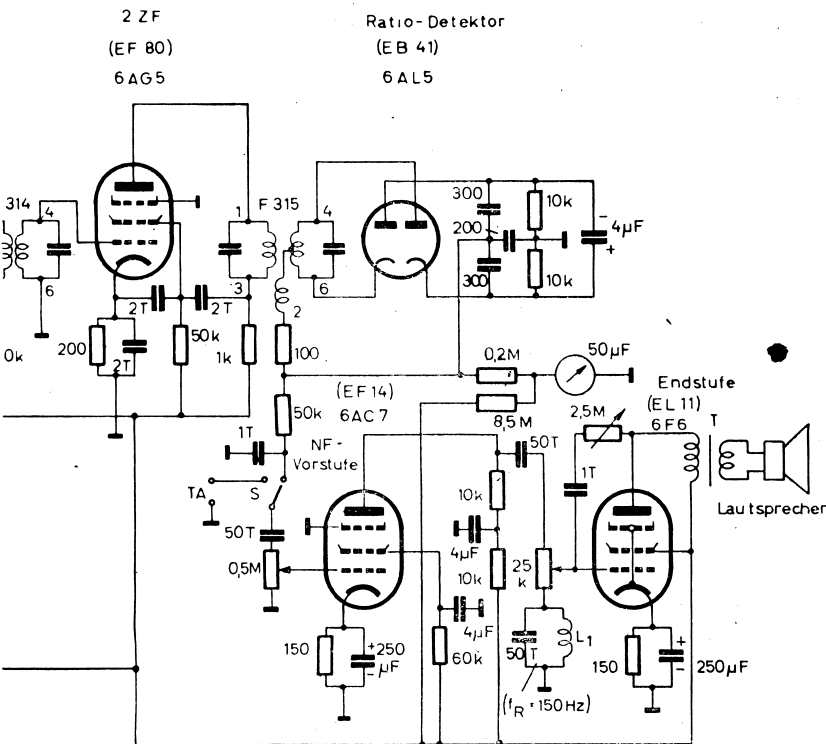 2 ZF
(EF 80)
6AG5
Ratio-Detektor
(EB 41)
6AL5
314
4
6
1
F 315
3
4
6
2
300
200
300
10k
10k
- 4µF +
2T
2T
0k
200
2T
50k
1k
100
0,2M
50µF
8,5M
(EF14)
6AC7
50k
1T
NF-
Vorstufe
TA
S
50T
0,5M
10k
50T
4µF
10k
4µF
60k
150
+ 250
- µF
25
k
50T
L1
(fR = 150Hz)
Endstufe
(EL 11)
6F6
T
2,5M
1T
Lautsprecher
150
+
-
250µF